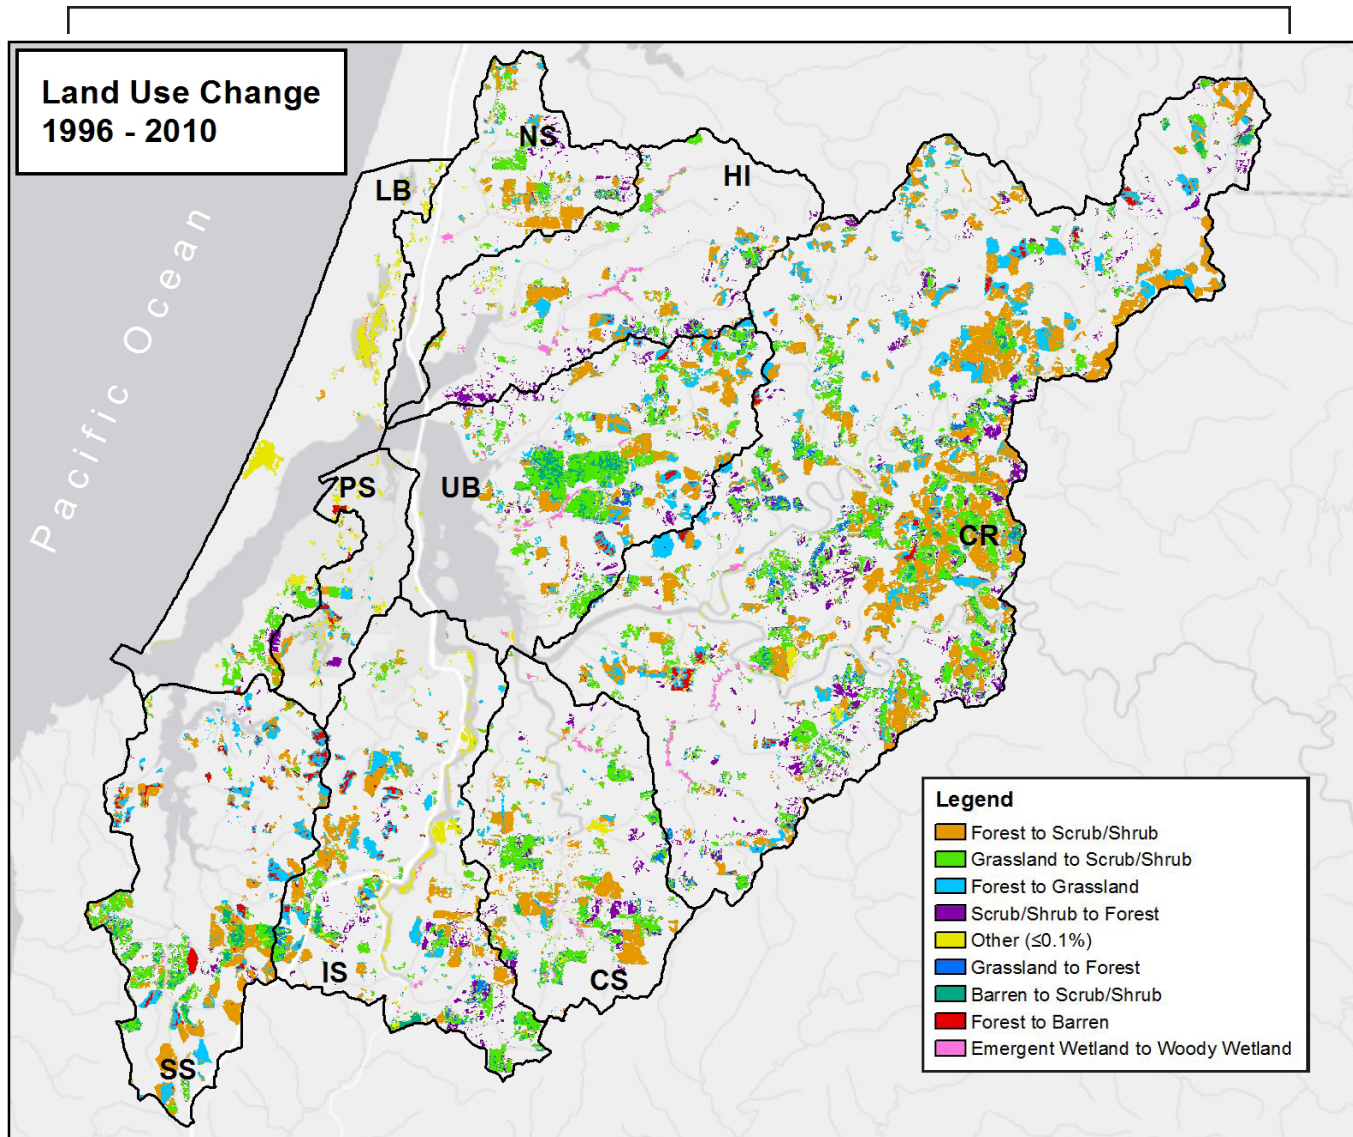 Land Use Change
1996 - 2010
NS
HI
LB
Pacific Ocean
PS
UB
CR
IS
CS
SS
Legend
Forest to Scrub/Shrub
Grassland to Scrub/Shrub
Forest to Grassland
Scrub/Shrub to Forest
Other (≤0.1%)
Grassland to Forest
Barren to Scrub/Shrub
Forest to Barren
Emergent Wetland to Woody Wetland